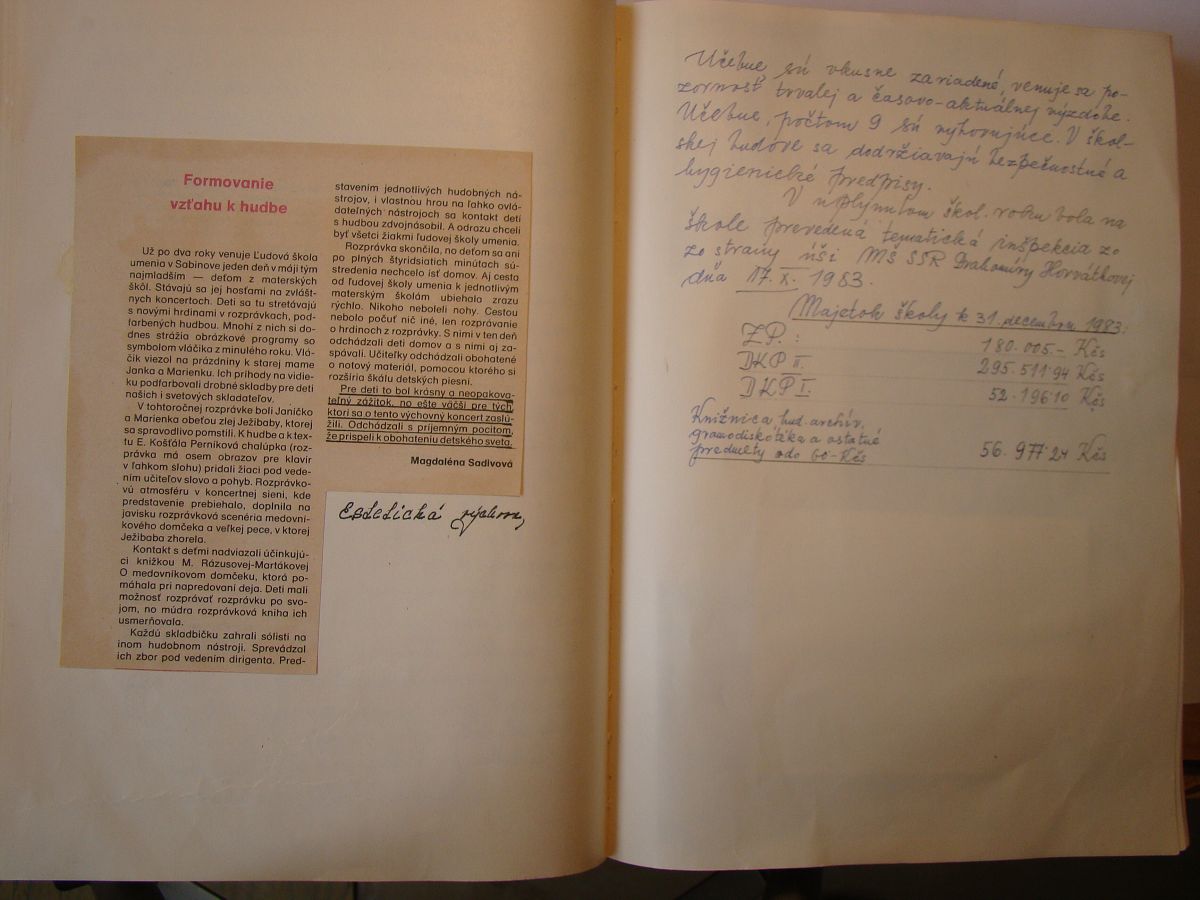 Formovanie
vzťahu k hudbe
Už po dva roky venuje Ľudová škola
umenia v Sabinove jeden deň v máji tým
najmladším — deťom z materských
škôl. Stávajú sa jej hosťami na zvlášt-
nych koncertoch. Deti sa tu stretávajú
s novými hrdinami v rozprávkach, pod-
farbených hudbou. Mnohí z nich si do-
dnes strážia obrázkové programy so
symbolom vláčika z minulého roku. Vlá-
čik viezol na prázdniny k starej mame
Janka a Marienku. Ich príhody na vidie-
ku podfarbovali drobné skladby pre deti
našich i svetových skladateľov.
V tohtoročnej rozprávke boli Janíčko
a Marienka obeťou zlej Ježibaby, ktorej
sa spravodlivo pomstili. K hudbe a k tex-
tu E. Košťála Perníková chalúpka (roz-
právka má osem obrazov pre klavír
v ľahkom slohu) pridali žiaci pod vede-
ním učiteľov slovo a pohyb. Rozprávko-
vú atmosféru v koncertnej sieni, kde
predstavenie prebiehalo, doplnila na
javisku rozprávková scenéria medovní-
kového domčeka a veľkej pece, v ktorej
Ježibaba zhorela.
Kontakt s deťmi nadviazali účinkujú-
ci knižkou M. Rázusovej-Martákovej
O medovníkovom domčeku, ktorá po-
máhala pri napredovaní deja. Deti mali
možnosť rozprávať rozprávku po svo-
jom, no múdra rozprávková kniha ich
usmerňovala.
Každú skladbičku zahrali sólisti na
inom hudobnom nástroji. Sprevádzal
ich zbor pod vedením dirigenta. Pred-
stavením jednotlivých hudobných ná-
strojov, i vlastnou hrou na ľahko ovlá-
dateľných nástrojoch sa kontakt detí
s hudbou zdvojnásobil. A odrazu chceli
byť všetci žiakmi ľudovej školy umenia.
Rozprávka skončila, no deťom sa ani
po plných štyridsiatich minútach sú-
stredenia nechcelo ísť domov. Aj cesta
od ľudovej školy umenia k jednotlivým
materským školám ubiehala zrazu
rýchlo. Nikoho neboleli nohy. Cestou
nebolo počuť nič iné, len rozprávanie
o hrdinoch z rozprávky. S nimi v ten deň
odchádzali deti domov a s nimi aj za-
spávali. Učiteľky odchádzali obohatené
o notový materiál, pomocou ktorého si
rozšíria škálu detských piesní.
Pre deti to bol krásny a neopakova-
teľný zážitok, no ešte väčší pre tých,
ktorí sa o tento výchovný koncert zaslú-
žili. Odchádzali s príjemným pocitom,
že prispeli k obohateniu detského sveta.
Magdaléna Sadivová
Estetická výchova
Učebne sú vkusne zariadené, venuje sa po-
zornosť trvalej a časovo-aktuálnej výzdobe.
Učebne, počtom 9 sú vyhovujúce. V škol-
skej budove sa dodržiavajú bezpečnostné a
hygienické predpisy.
V uplynulom škol. roku bola na
škole prevedená tematická inšpekcia zo
zo strany úši MŠ SSR Drahomíry Horvátkovej
dňa 17. X. 1983.
Majetok školy k 31. decembru 1983:
ZP. : 180.005.- Kčs
DKP II. 295.511'94 Kčs
DKP I. 52.196'10 Kčs
Knižnica hud. archív,
gramodiskotéka a ostatné
predmety odo 60-Kčs 56.977'24 Kčs